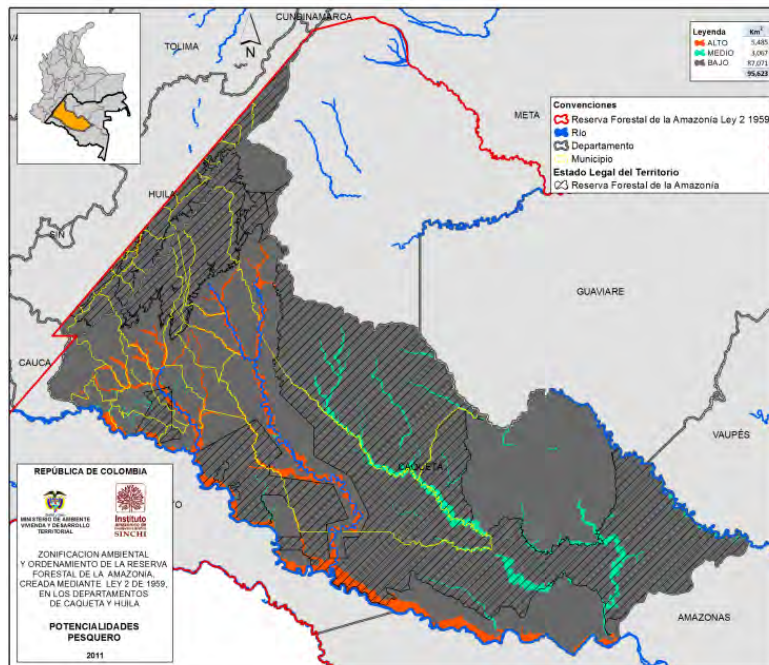 CUNDINAMARCA
TOLIMA
N
META
HUILA
GUAVIARE
CAUCA
VAUPÉS
CAQUETA
AMAZONAS
Leyenda Km²
ALTO 5,485
MEDIO 3,067
BAJO 87,071
95,623
Convenciones
Reserva Forestal de la Amazonía Ley 2 1959
Rio
Departamento
Municipio
Estado Legal del Territorio
Reserva Forestal de la Amazonía
REPÚBLICA DE COLOMBIA
MINISTERIO DE AMBIENTE
VIVIENDA Y DESARROLLO
TERRITORIAL
Instituto
SINCHI
ZONIFICACION AMBIENTAL
Y ORDENAMIENTO DE LA RESERVA
FORESTAL DE LA AMAZONIA,
CREADA MEDIANTE LEY 2 DE 1959,
EN LOS DEPARTAMENTOS
DE CAQUETA Y HUILA
POTENCIALIDADES
PESQUERO
2011